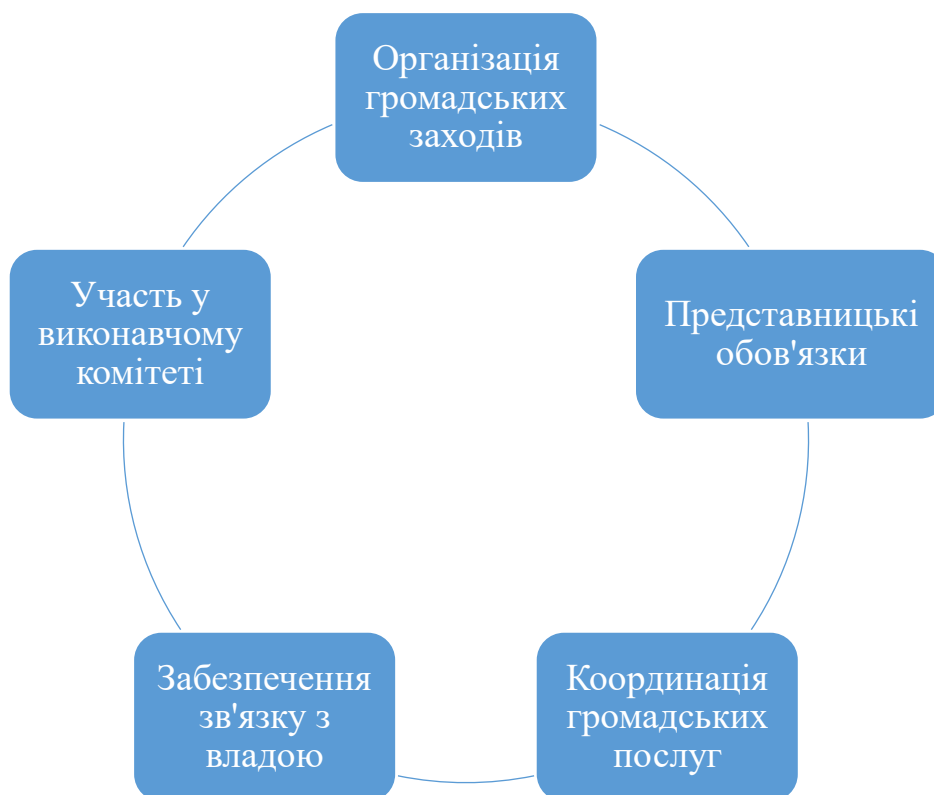 Організація
громадських
заходів
Представницькі
обов'язки
Координація
громадських
послуг
Забезпечення
зв'язку з
владою
Участь у
виконавчому
комітеті